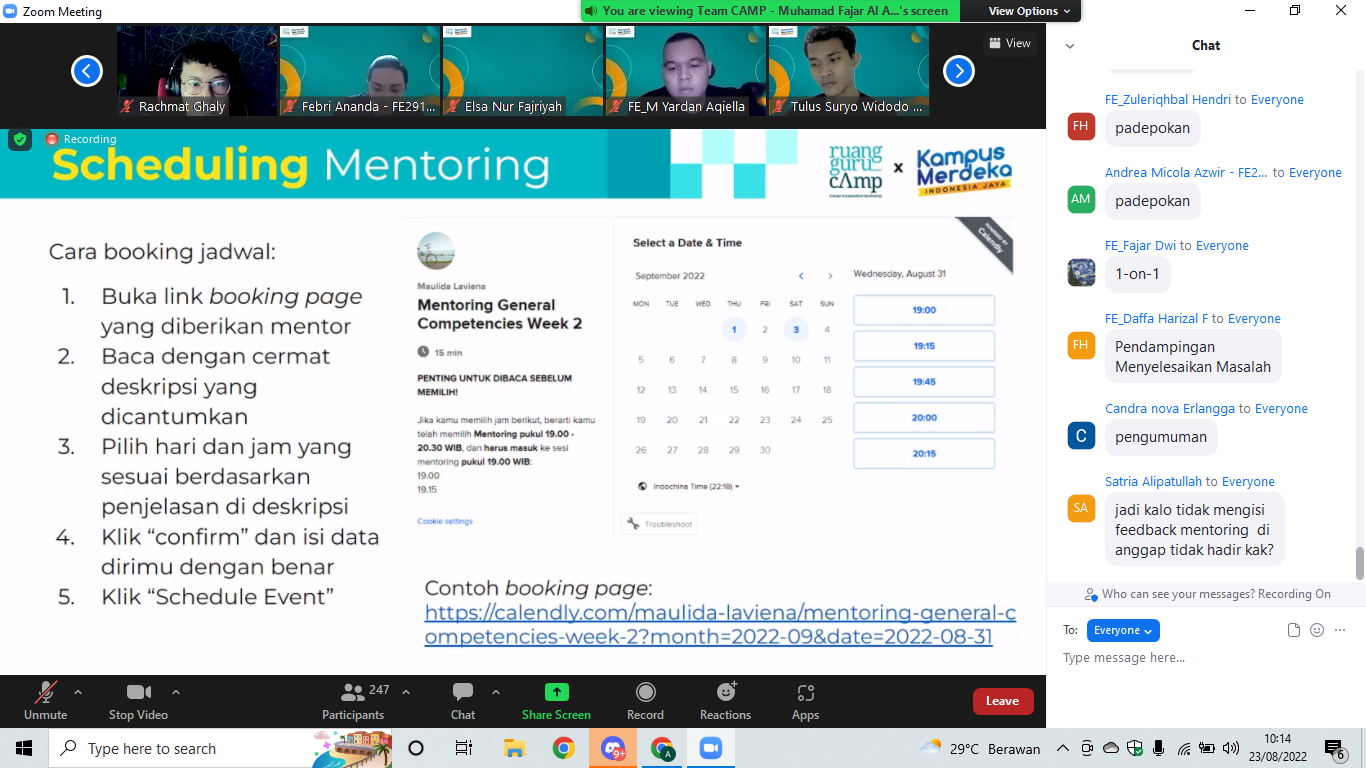 Zoom Meeting
You are viewing Team CAMP - Muhamad Fajar Al A...'s screen
View Options
View
Rachmat Ghaly
Febri Ananda - FE291...
Elsa Nur Fajriyah
FE_M Yardan Aqiella
Tulus Suryo Widodo ...
Recording
Scheduling Mentoring
ruang
guru
cAmp
x
Kampus
Merdeka
INDONESIA JAYA
Cara booking jadwal:
1. Buka link booking page
yang diberikan mentor
2. Baca dengan cermat
deskripsi yang
dicantumkan
3. Pilih hari dan jam yang
sesuai berdasarkan
penjelasan di deskripsi
4. Klik “confirm” dan isi data
dirimu dengan benar
5. Klik “Schedule Event”
Maulida Laviena
Mentoring General
Competencies Week 2
15 min
PENTING UNTUK DIBACA SEBELUM
MEMILIH!
Jika kamu memilih jam berikut, berarti kamu
telah memilih Mentoring pukul 19.00 -
20.30 WIB, dan harus masuk ke sesi
mentoring pukul 19.00 WIB:
19.00
19.15
Cookie settings
Select a Date & Time
POWERED BY
Calendly
September 2022
MON TUE WED THU FRI SAT SUN
1 2 3 4
5 6 7 8 9 10 11
12 13 14 15 16 17 18
19 20 21 22 23 24 25
26 27 28 29 30
Indochina Time (22:18)
Troubleshoot
Wednesday, August 31
19:00
19:15
19:45
20:00
20:15
Contoh booking page:
https://calendly.com/maulida-laviena/mentoring-general-c
ompetencies-week-2?month=2022-09&date=2022-08-31
Chat
FE_Zuleriqhbal Hendri to Everyone
FH
padepokan
Andrea Micola Azwir - FE2... to Everyone
AM
padepokan
FE_Fajar Dwi to Everyone
1-on-1
FE_Daffa Harizal F to Everyone
FH
Pendampingan
Menyelesaikan Masalah
Candra nova Erlangga to Everyone
C
pengumuman
Satria Alipatullah to Everyone
SA
jadi kalo tidak mengisi
feedback mentoring di
anggap tidak hadir kak?
Who can see your messages? Recording On
To: Everyone
Type message here...
Unmute
Stop Video
247
Participants
Chat
Share Screen
Record
Reactions
Apps
Leave
Type here to search
9+
A
29°C Berawan
10:14
23/08/2022
6